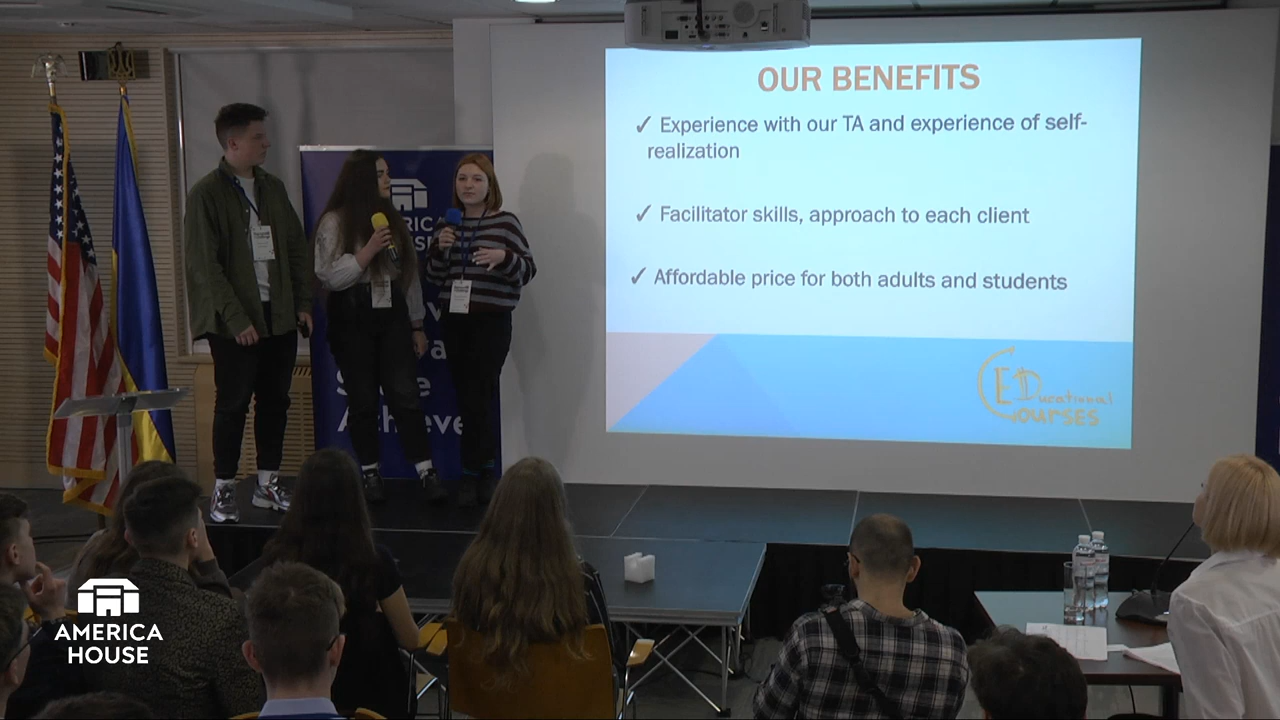 OUR BENEFITS
✓ Experience with our TA and experience of self-
realization
✓ Facilitator skills, approach to each client
✓ Affordable price for both adults and students
EDucational
Courses
AMERICA
HOUSE
Achieve